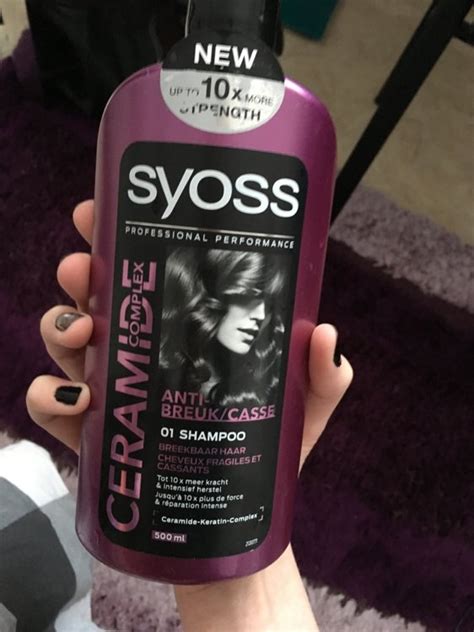 NEW
UP TO 10x MORE
STRENGTH
syoss
PROFESSIONAL PERFORMANCE
CERAMIDE
COMPLEX
ANTI-
BREUK/CASSE
01 SHAMPOO
BREEKBAAR HAAR
CHEVEUX FRAGILES ET
CASSANTS
Tot 10 x meer kracht
& intensief herstel
Jusqu'à 10 x plus de force
& réparation intense
Ceramide-Keratin-Complex
500 ml